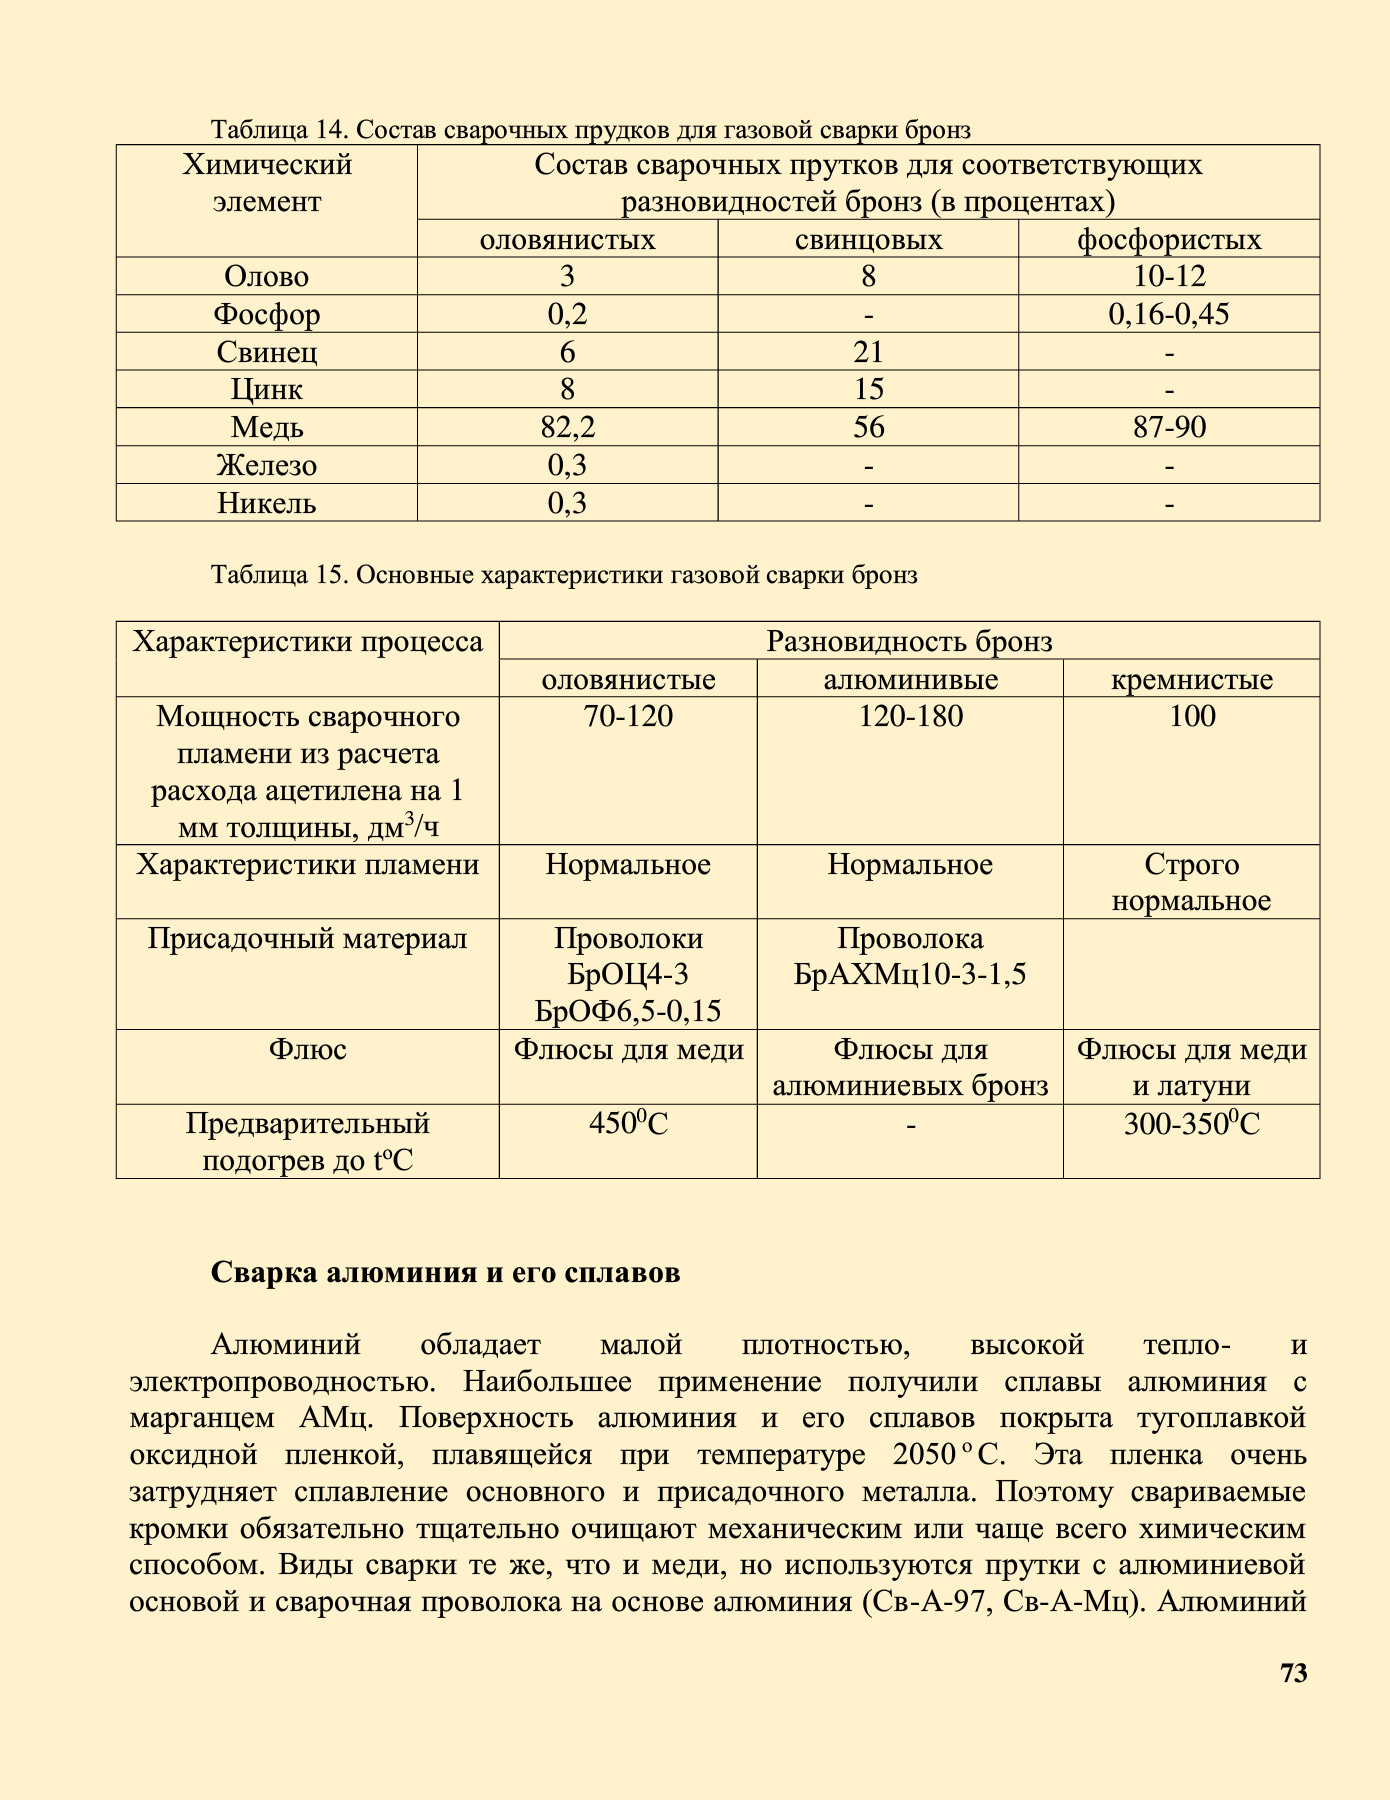 Таблица 14. Состав сварочных прудков для газовой сварки бронз
Химический
элемент
Состав сварочных прутков для соответствующих
разновидностей бронз (в процентах)
оловянистых свинцовых фосфористых
Олово 3 8 10-12
Фосфор 0,2 - 0,16-0,45
Свинец 6 21 -
Цинк 8 15 -
Медь 82,2 56 87-90
Железо 0,3 - -
Никель 0,3 - -
Таблица 15. Основные характеристики газовой сварки бронз
Характеристики процесса Разновидность бронз
оловянистые алюминивые кремнистые
Мощность сварочного 70-120 120-180 100
пламени из расчета
расхода ацетилена на 1
мм толщины, дм³/ч
Характеристики пламени Нормальное Нормальное Строго
нормальное
Присадочный материал Проволоки Проволока
БрОЦ4-3 БрАХМц10-3-1,5
БрОФ6,5-0,15
Флюс Флюсы для меди Флюсы для Флюсы для меди
алюминиевых бронз и латуни
Предварительный 450⁰С - 300-350⁰С
подогрев до tºС
Сварка алюминия и его сплавов
Алюминий обладает малой плотностью, высокой тепло- и
электропроводностью. Наибольшее применение получили сплавы алюминия с
марганцем АМц. Поверхность алюминия и его сплавов покрыта тугоплавкой
оксидной пленкой, плавящейся при температуре 2050 º С. Эта пленка очень
затрудняет сплавление основного и присадочного металла. Поэтому свариваемые
кромки обязательно тщательно очищают механическим или чаще всего химическим
способом. Виды сварки те же, что и меди, но используются прутки с алюминиевой
основой и сварочная проволока на основе алюминия (Св-А-97, Св-А-Мц). Алюминий
73